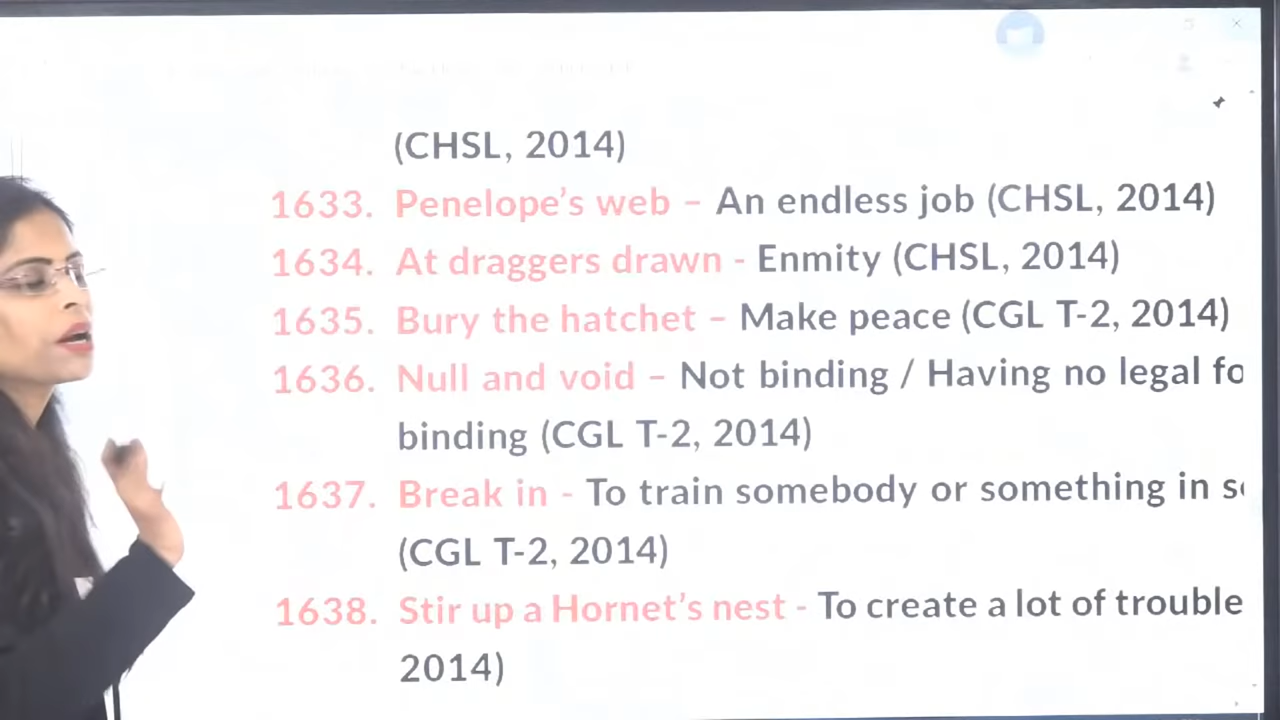 (CHSL, 2014)
1633. Penelope’s web – An endless job (CHSL, 2014)
1634. At draggers drawn - Enmity (CHSL, 2014)
1635. Bury the hatchet – Make peace (CGL T-2, 2014)
1636. Null and void – Not binding / Having no legal fo
binding (CGL T-2, 2014)
1637. Break in - To train somebody or something in
(CGL T-2, 2014)
1638. Stir up a Hornet’s nest - To create a lot of trouble
2014)